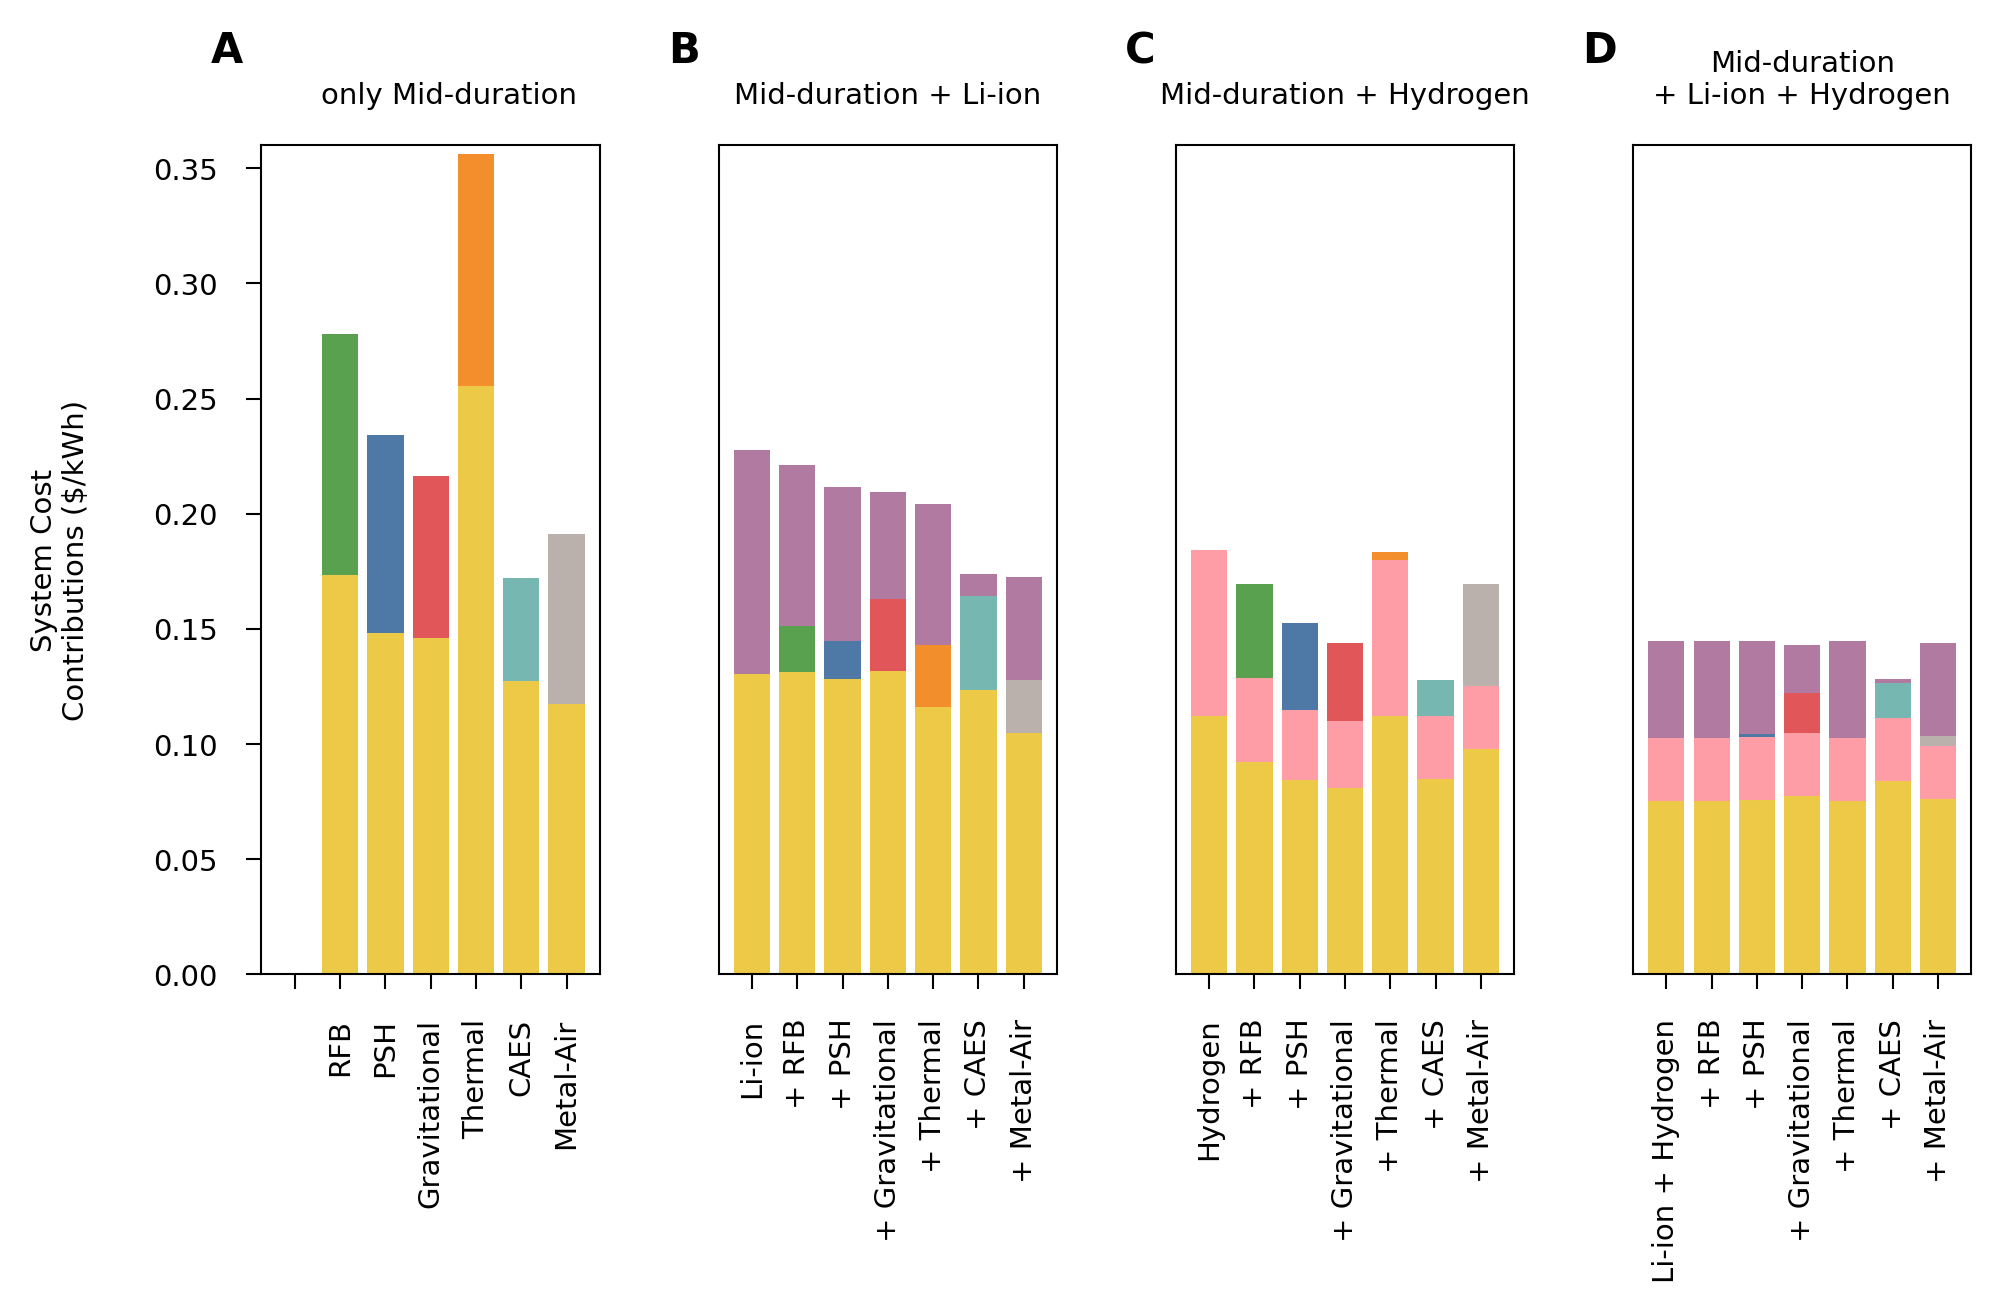 A
only Mid-duration
B
Mid-duration + Li-ion
C
Mid-duration + Hydrogen
D
Mid-duration
+ Li-ion + Hydrogen
System Cost
Contributions ($/kWh)
0.35
0.30
0.25
0.20
0.15
0.10
0.05
0.00
RFB
PSH
Gravitational
Thermal
CAES
Metal-Air
Li-ion
+ RFB
+ PSH
+ Gravitational
+ Thermal
+ CAES
+ Metal-Air
Hydrogen
+ RFB
+ PSH
+ Gravitational
+ Thermal
+ CAES
+ Metal-Air
Li-ion + Hydrogen
+ RFB
+ PSH
+ Gravitational
+ Thermal
+ CAES
+ Metal-Air